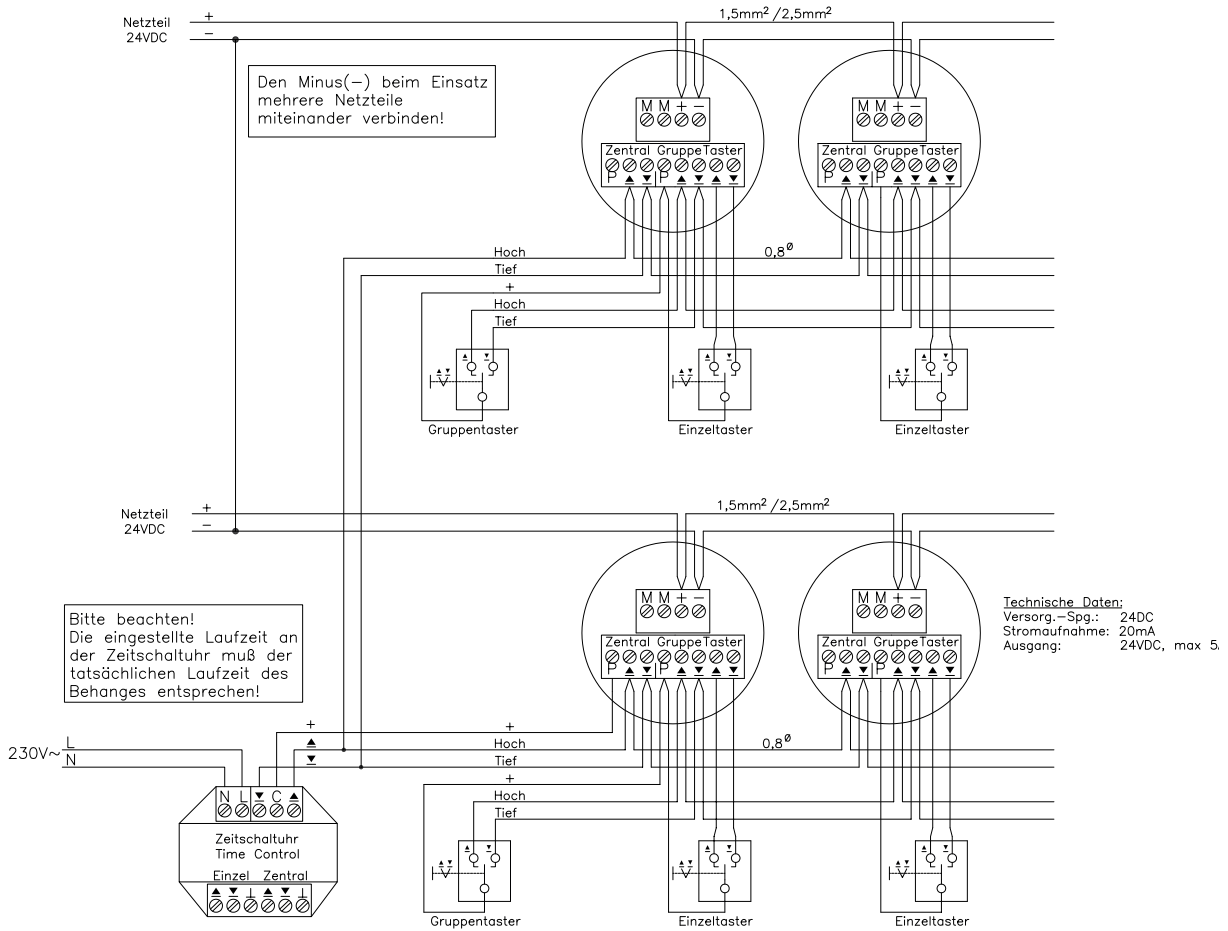 Netzteil + 1,5mm² /2,5mm²
24VDC −
Den Minus(−) beim Einsatz
mehrere Netzteile
miteinander verbinden!
M M + −
M M + −
Zentral Gruppe Taster
Zentral Gruppe Taster
P ▲ ▼ P ▲ ▼ ▲ ▼
P ▲ ▼ P ▲ ▼ ▲ ▼
Hoch 0,8ø
Tief
+
Hoch
Tief
▲ ▼
▲ ▼
▲ ▼
▲ ▼
▲ ▼
▲ ▼
Gruppentaster Einzeltaster Einzeltaster
Netzteil + 1,5mm² /2,5mm²
24VDC −
M M + −
M M + −
Technische Daten:
Versorg.−Spg.: 24DC
Stromaufnahme: 20mA
Ausgang: 24VDC, max 5
Bitte beachten!
Die eingestellte Laufzeit an
der Zeitschaltuhr muß der
tatsächlichen Laufzeit des
Behanges entsprechen!
Zentral Gruppe Taster
Zentral Gruppe Taster
P ▲ ▼ P ▲ ▼ ▲ ▼
P ▲ ▼ P ▲ ▼ ▲ ▼
+ +
230V~ L ▲ Hoch 0,8ø
N ▼ Tief
+
Hoch
Tief
N L ▼ C ▲
Zeitschaltuhr
Time Control
Einzel Zentral
▲ ▼ ⊥ ▲ ▼ ⊥
▲ ▼
▲ ▼
▲ ▼
▲ ▼
▲ ▼
▲ ▼
Gruppentaster Einzeltaster Einzeltaster